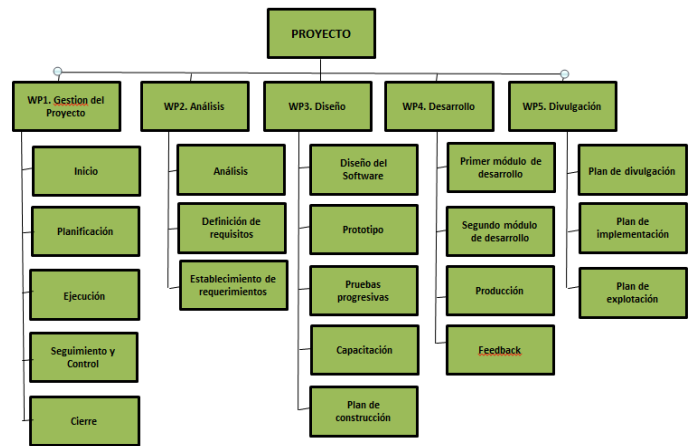 PROYECTO
WP1. Gestion del
Proyecto
Inicio
Planificación
Ejecución
Seguimiento y
Control
Cierre
WP2. Análisis
Análisis
Definición de
requisitos
Establecimiento de
requerimientos
WP3. Diseño
Diseño del
Software
Prototipo
Pruebas
progresivas
Capacitación
Plan de
construcción
WP4. Desarrollo
Primer módulo de
desarrollo
Segundo módulo
de desarrollo
Producción
Feedback
WP5. Divulgación
Plan de divulgación
Plan de
implementación
Plan de
explotación